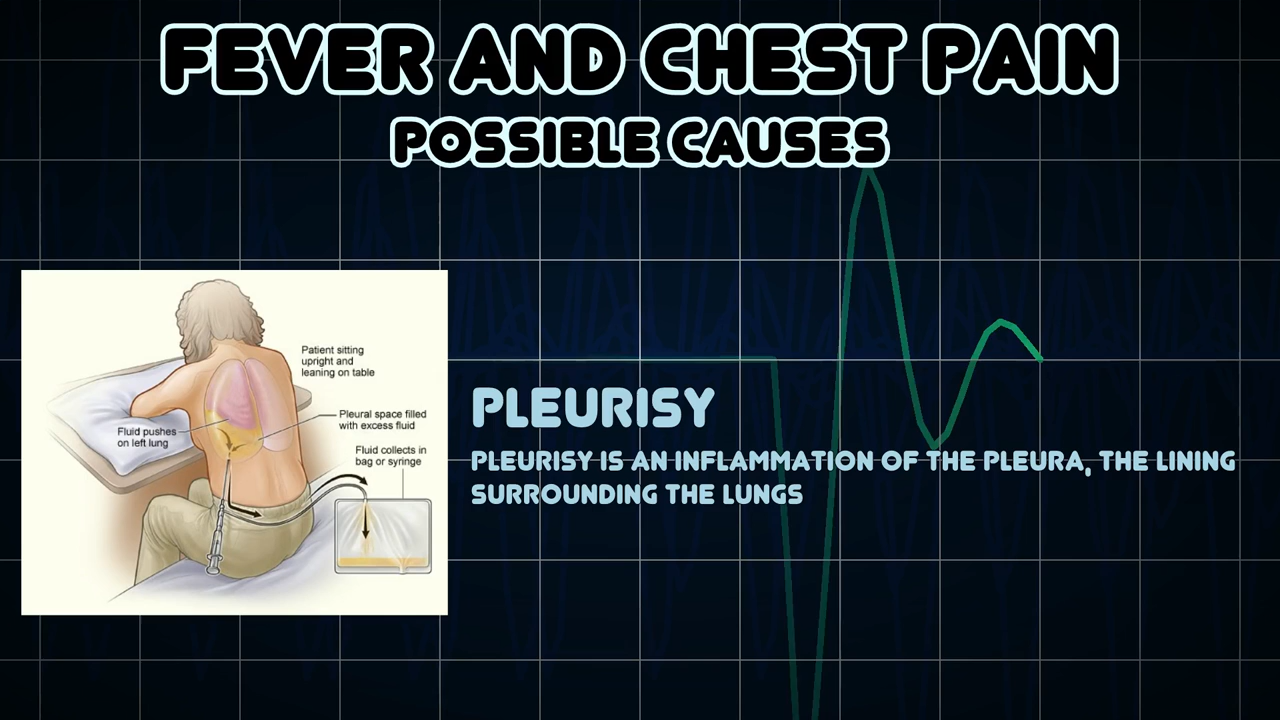 FEVER AND CHEST PAIN
POSSIBLE CAUSES
Patient sitting
upright and
leaning on table
Pleural space filled
with excess fluid
Fluid pushes
on left lung
Fluid collects in
bag or syringe
PLEURISY
PLEURISY IS AN INFLAMMATION OF THE PLEURA, THE LINING
SURROUNDING THE LUNGS